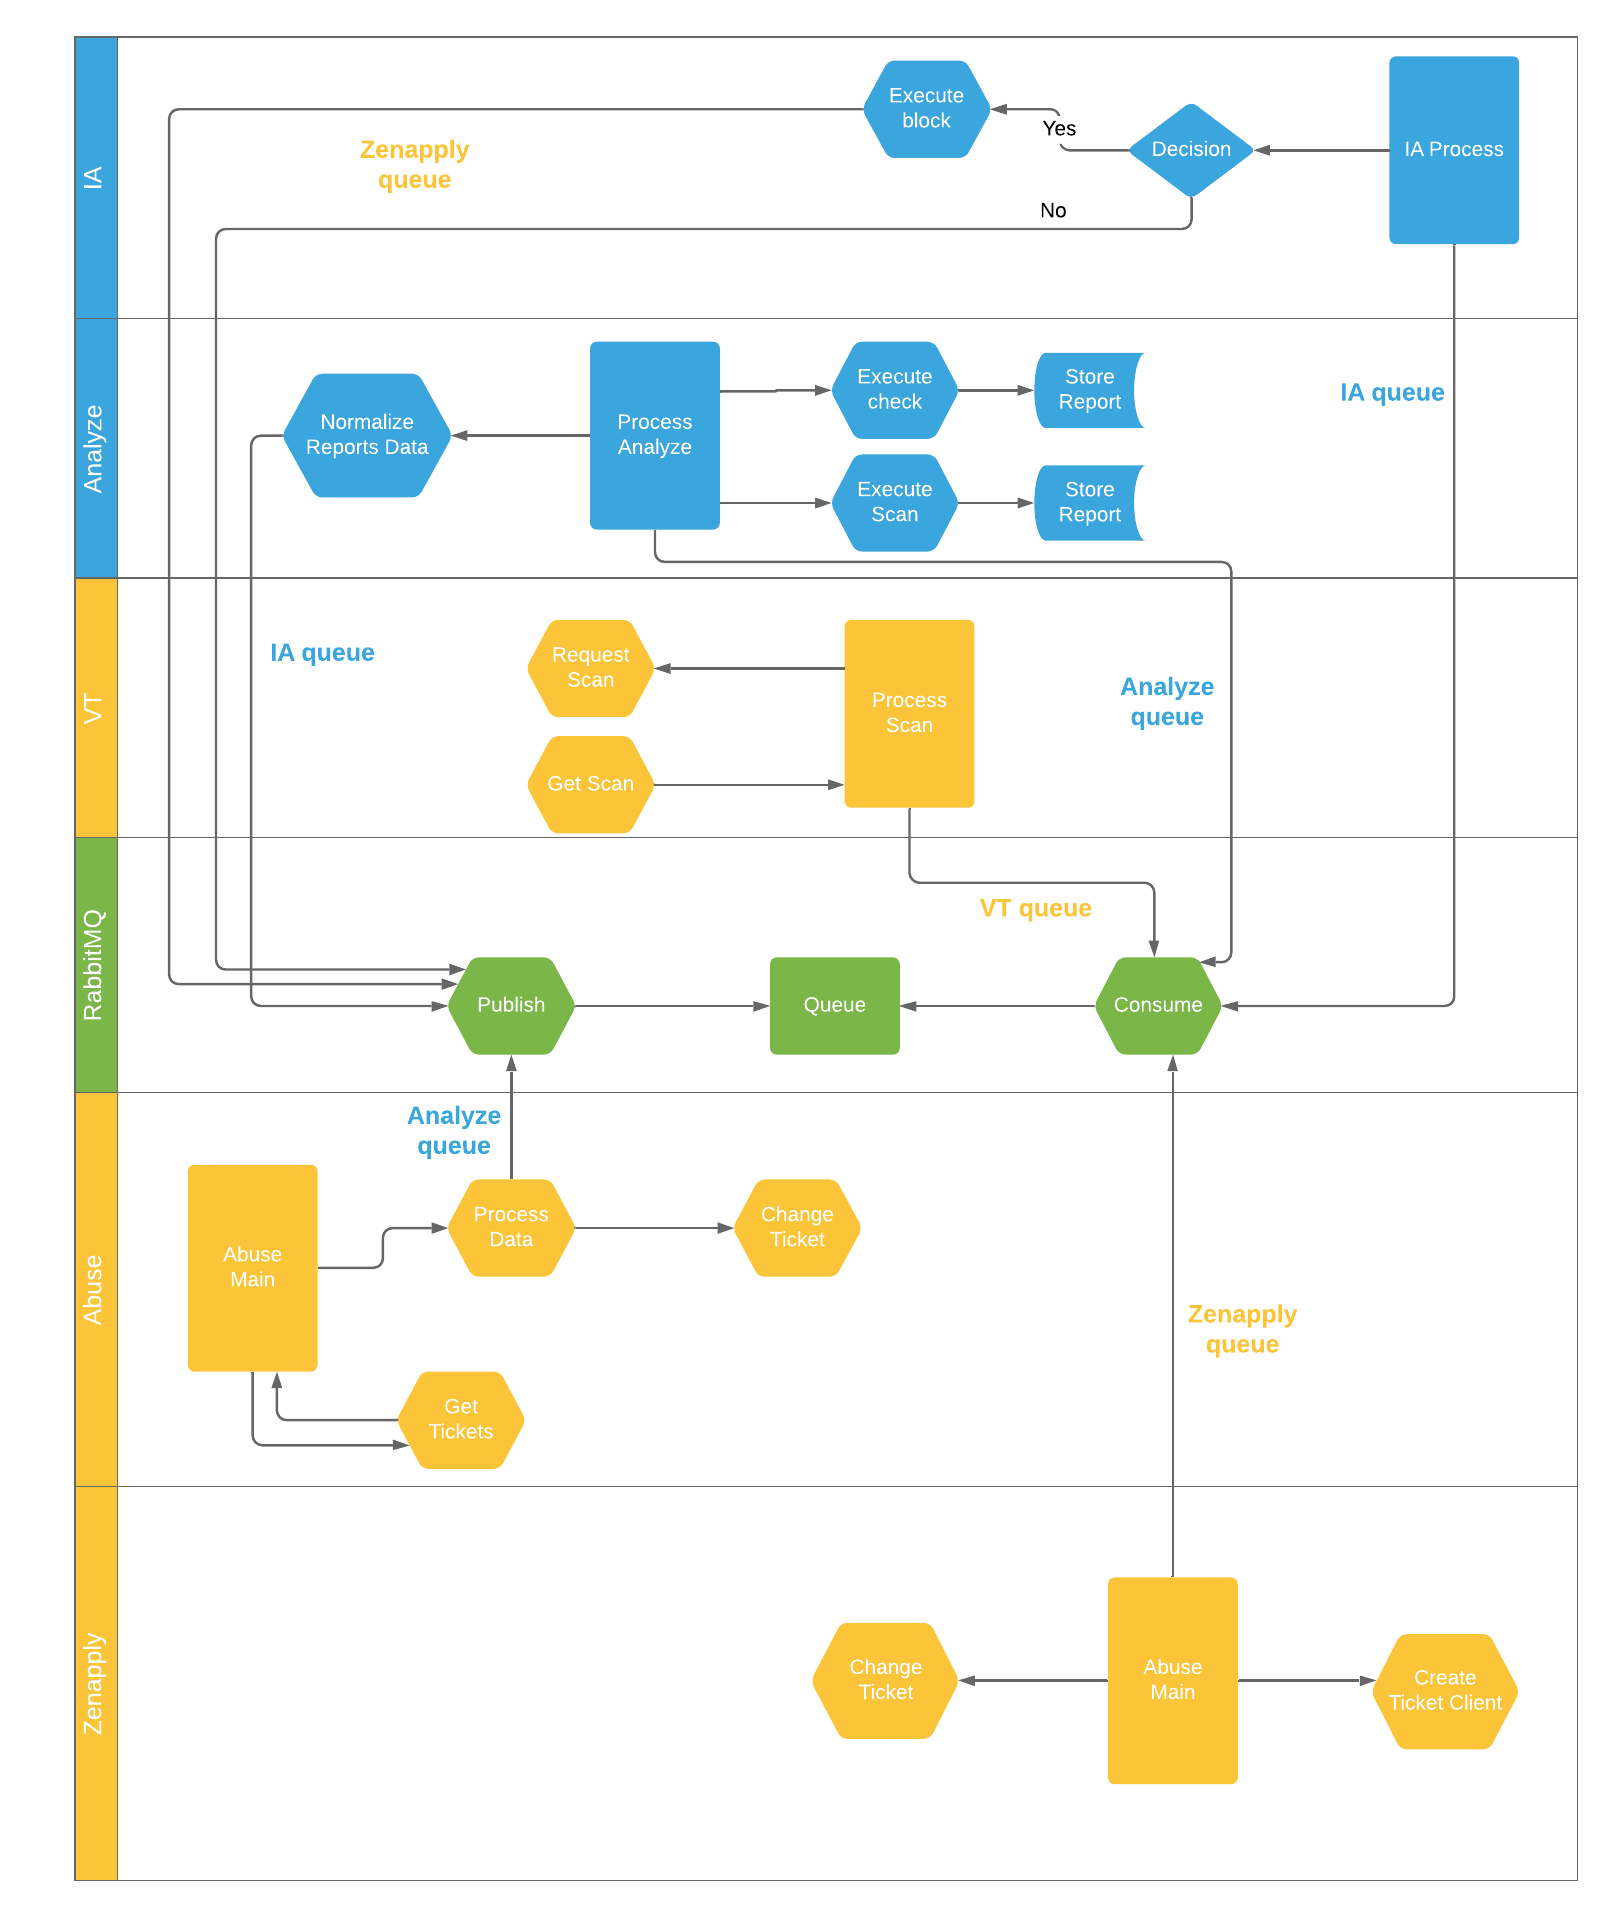 IA
Execute
block
Yes
Decision
IA Process
Zenapply
queue
No
Analyze
Normalize
Reports Data
Process
Analyze
Execute
check
Store
Report
IA queue
Execute
Scan
Store
Report
VT
IA queue
Request
Scan
Process
Scan
Analyze
queue
Get Scan
RabbitMQ
VT queue
Publish
Queue
Consume
Abuse
Analyze
queue
Abuse
Main
Process
Data
Change
Ticket
Zenapply
queue
Get
Tickets
Zenapply
Change
Ticket
Abuse
Main
Create
Ticket Client